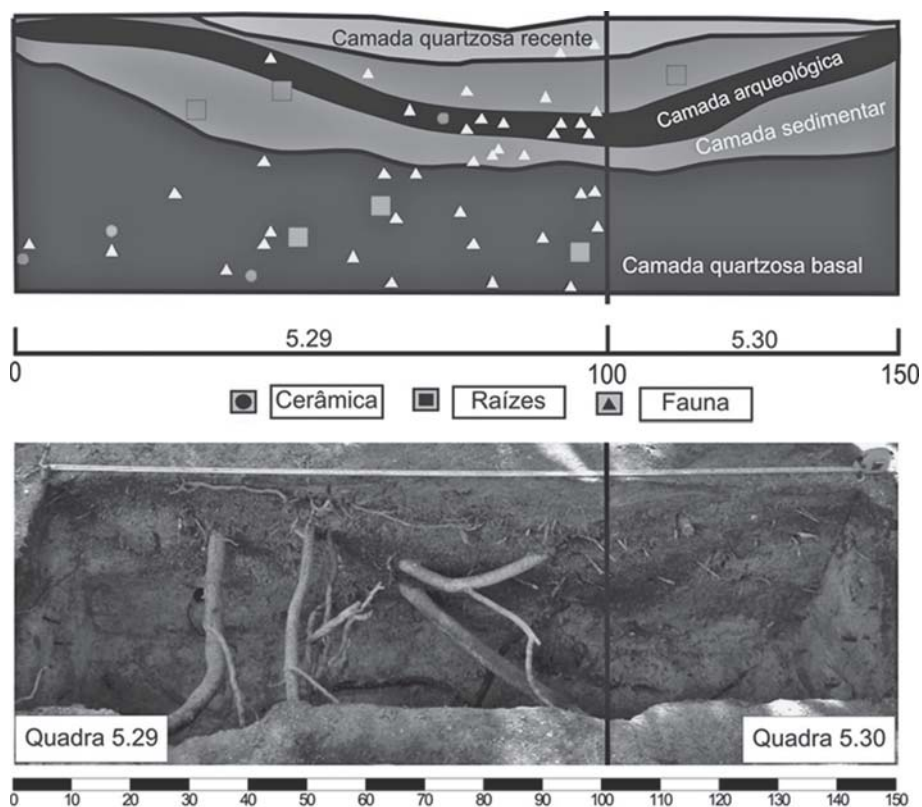 Camada quartzosa recente
Camada arqueológica
Camada sedimentar
Camada quartzosa basal
5.29 5.30
0 100 150
Cerâmica Raízes Fauna
Quadra 5.29 Quadra 5.30
0 10 20 30 40 50 60 70 80 90 100 110 120 130 140 150